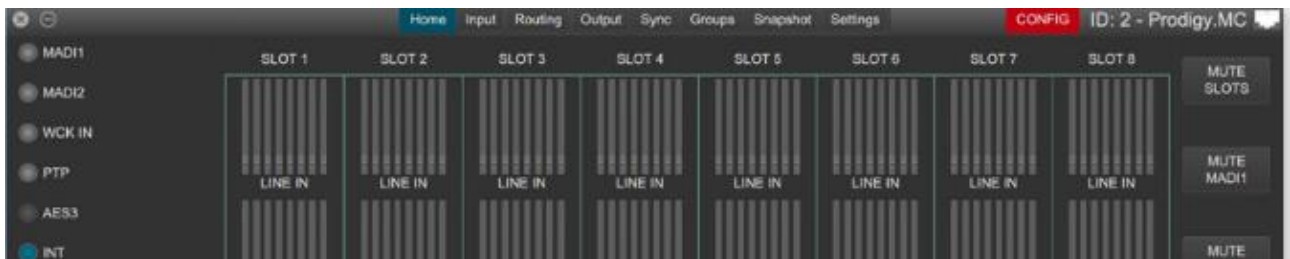 Home Input Routing Output Sync Groups Snapshot Settings CONFIG ID: 2 - Prodigy.MC
MADI1
MADI2
WCK IN
PTP
AES3
INT
SLOT 1 SLOT 2 SLOT 3 SLOT 4 SLOT 5 SLOT 6 SLOT 7 SLOT 8
LINE IN LINE IN LINE IN LINE IN LINE IN LINE IN LINE IN LINE IN
MUTE
SLOTS
MUTE
MADI1
MUTE